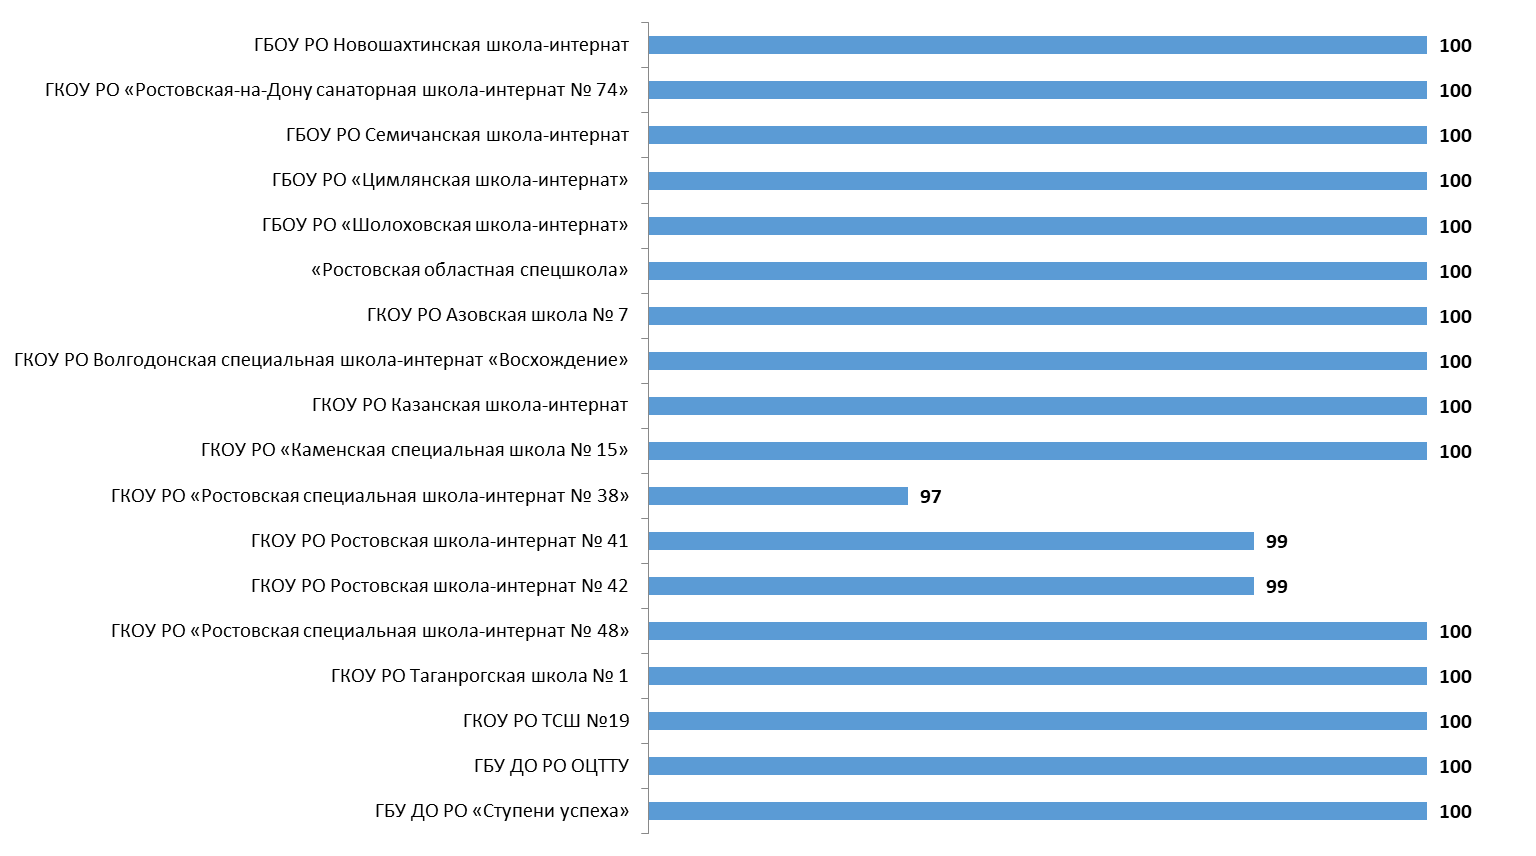 ГБОУ РО Новошахтинская школа-интернат 100
ГКОУ РО «Ростовская-на-Дону санаторная школа-интернат № 74» 100
ГБОУ РО Семичанская школа-интернат 100
ГБОУ РО «Цимлянская школа-интернат» 100
ГБОУ РО «Шолоховская школа-интернат» 100
«Ростовская областная спецшкола» 100
ГКОУ РО Азовская школа № 7 100
ГКОУ РО Волгодонская специальная школа-интернат «Восхождение» 100
ГКОУ РО Казанская школа-интернат 100
ГКОУ РО «Каменская специальная школа № 15» 100
ГКОУ РО «Ростовская специальная школа-интернат № 38» 97
ГКОУ РО Ростовская школа-интернат № 41 99
ГКОУ РО Ростовская школа-интернат № 42 99
ГКОУ РО «Ростовская специальная школа-интернат № 48» 100
ГКОУ РО Таганрогская школа № 1 100
ГКОУ РО ТСШ №19 100
ГБУ ДО РО ОЦТТУ 100
ГБУ ДО РО «Ступени успеха» 100